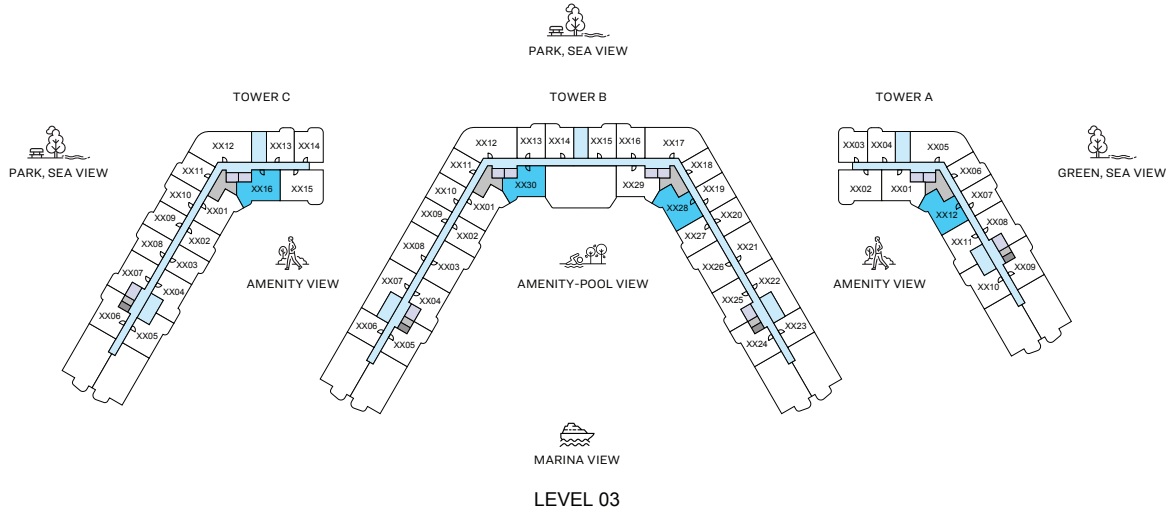 PARK, SEA VIEW
TOWER C
TOWER B
TOWER A
PARK, SEA VIEW
GREEN, SEA VIEW
XX12
XX13
XX14
XX11
XX16
XX15
XX10
XX01
XX09
XX02
XX08
XX03
XX07
XX04
XX06
XX05
XX12
XX13
XX14
XX15
XX16
XX17
XX11
XX30
XX29
XX18
XX10
XX01
XX28
XX19
XX09
XX02
XX27
XX20
XX08
XX03
XX26
XX21
XX07
XX04
XX25
XX22
XX06
XX05
XX24
XX23
XX03
XX04
XX05
XX02
XX01
XX06
XX12
XX07
XX11
XX08
XX10
XX09
AMENITY VIEW
AMENITY-POOL VIEW
AMENITY VIEW
MARINA VIEW
LEVEL 03